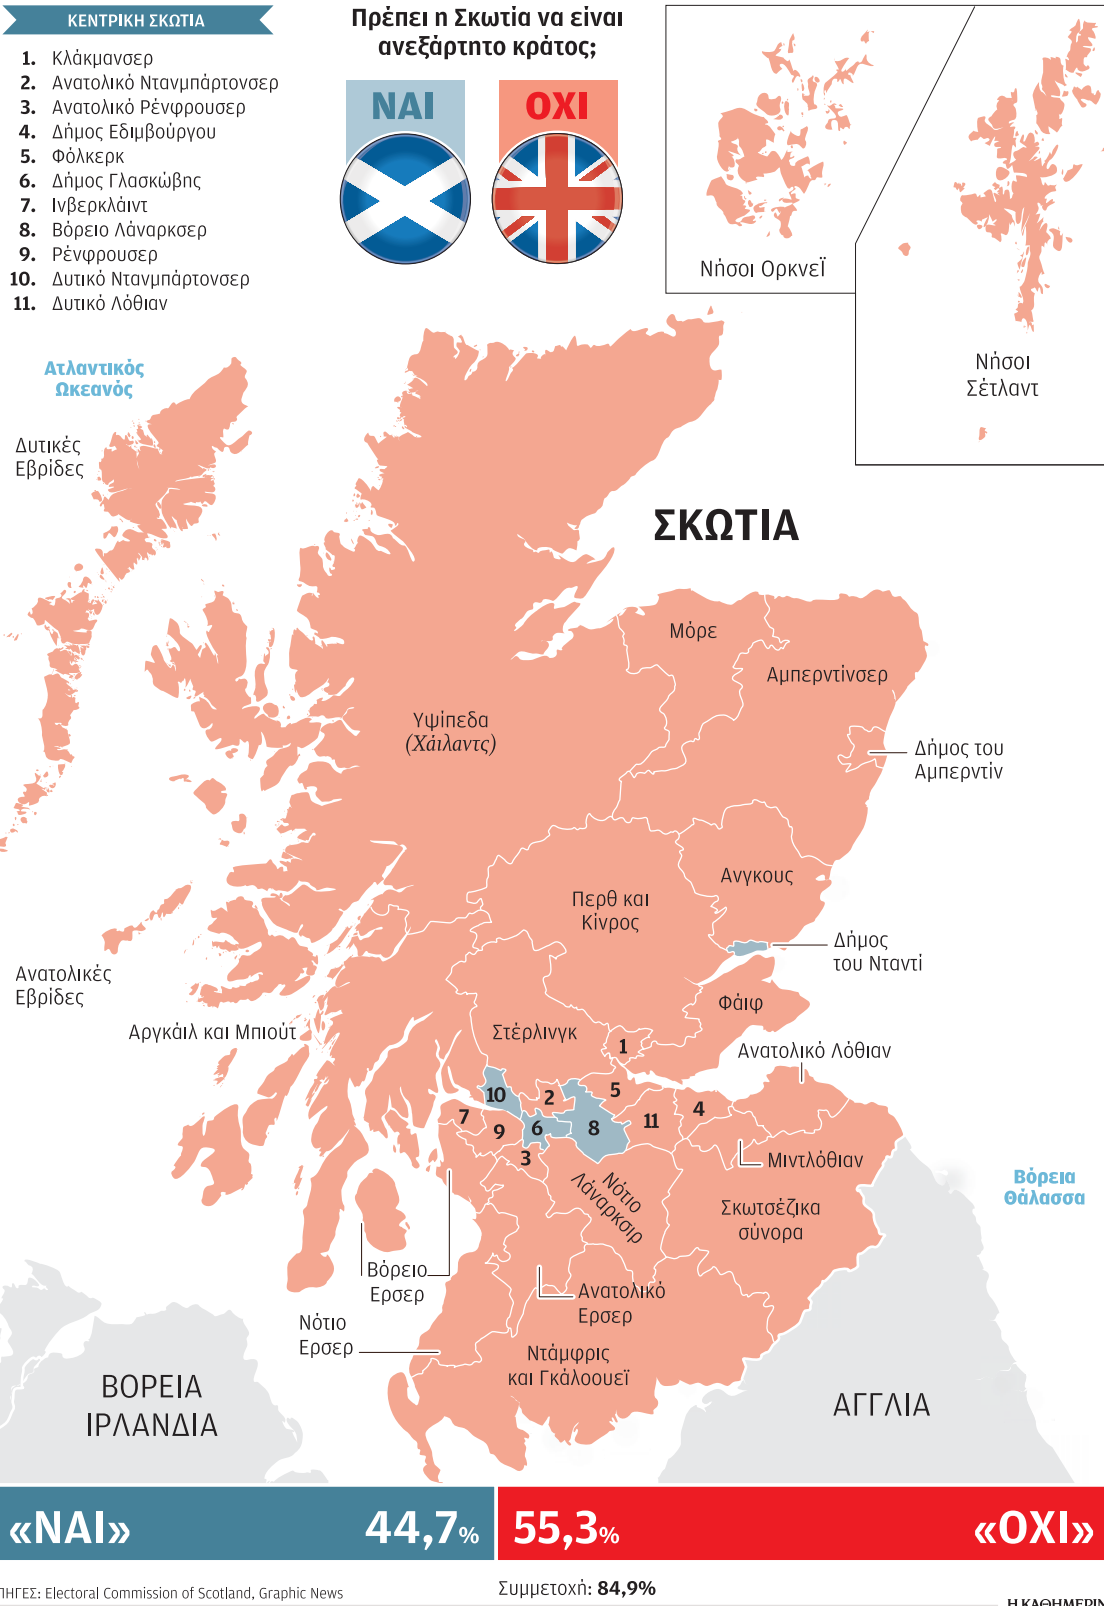 ΚΕΝΤΡΙΚΗ ΣΚΩΤΙΑ
1. Κλάκμανσερ
2. Ανατολικό Ντανμπάρτονσερ
3. Ανατολικό Ρένφρουσερ
4. Δήμος Εδιμβούργου
5. Φόλκερκ
6. Δήμος Γλασκώβης
7. Ινβερκλάιντ
8. Βόρειο Λάναρκσερ
9. Ρένφρουσερ
10. Δυτικό Ντανμπάρτονσερ
11. Δυτικό Λόθιαν
Πρέπει η Σκωτία να είναι
ανεξάρτητο κράτος;
ΝΑΙ
ΟΧΙ
Νήσοι Ορκνεΐ
Νήσοι
Σέτλαντ
Ατλαντικός
Ωκεανός
Δυτικές
Εβρίδες
ΣΚΩΤΙΑ
Μόρε
Αμπερντίνσερ
Υψίπεδα
(Χάιλαντς)
Δήμος του
Αμπερντίν
Ανγκους
Περθ και
Κίνρος
Δήμος
του Νταντί
Ανατολικές
Εβρίδες
Φάιφ
Αργκάιλ και Μπιούτ
Στέρλινγκ
1
Ανατολικό Λόθιαν
10
2
5
4
7
9
6
8
11
3
Μιντλόθιαν
Νότιο
Λάναρκσιρ
Βόρεια
Θάλασσα
Σκωτσέζικα
σύνορα
Βόρειο
Ερσερ
Ανατολικό
Ερσερ
Νότιο
Ερσερ
Ντάμφρις
και Γκάλοουεϊ
ΒΟΡΕΙΑ
ΙΡΛΑΝΔΙΑ
ΑΓΓΛΙΑ
«ΝΑΙ» 44,7% 55,3% «ΟΧΙ»
ΠΗΓΕΣ: Electoral Commission of Scotland, Graphic News
Συμμετοχή: 84,9%
Η ΚΑΘΗΜΕΡΙΝ